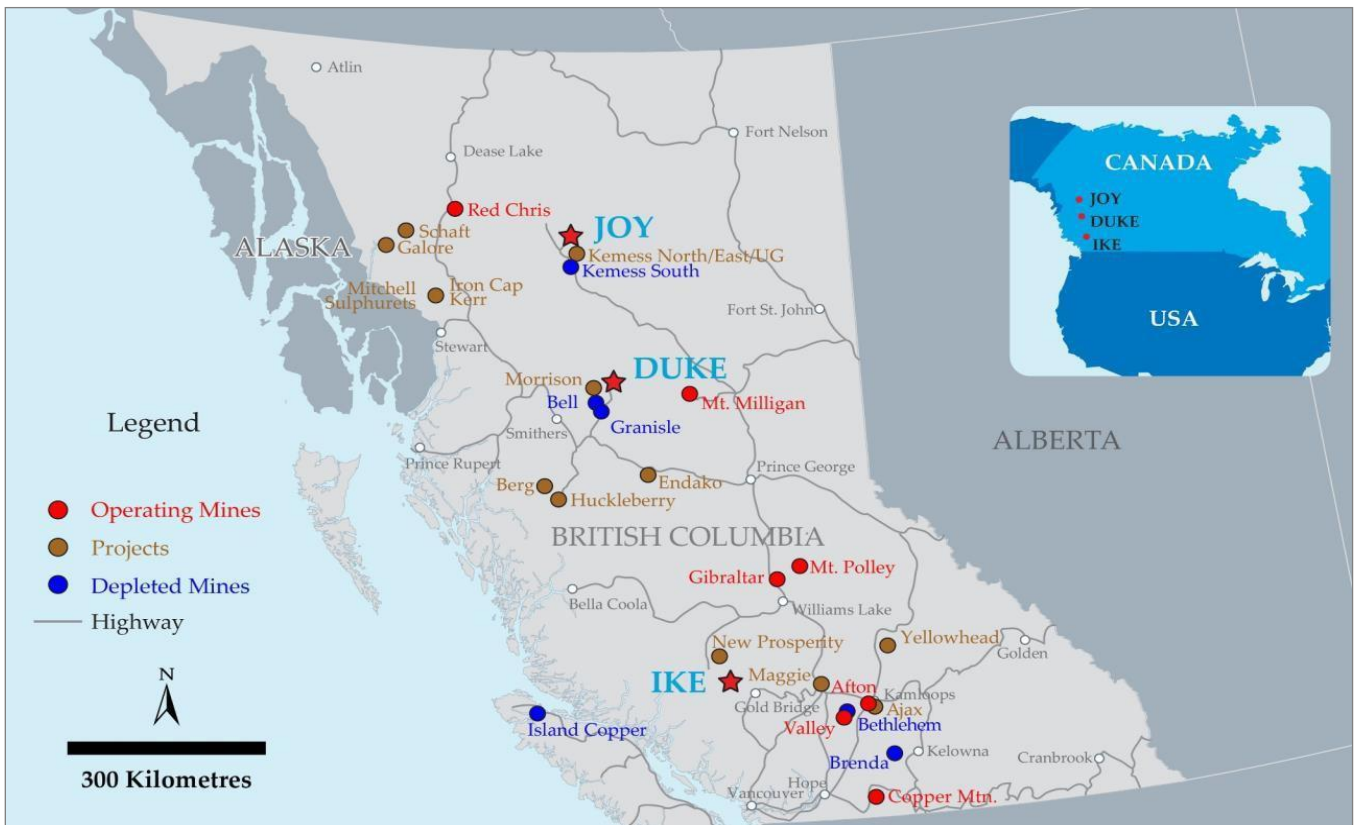 Atlin
Fort Nelson
Dease Lake
Red Chris
JOY
Schaft
Galore
ALASKA
Kemess North/East/UG
Kemess South
Mitchell
Sulphurets
Iron Cap
Kerr
Fort St. John
Stewart
DUKE
Morrison
Bell
Mt. Milligan
Granisle
Smithers
Prince Rupert
Prince George
Endako
Berg
Huckleberry
BRITISH COLUMBIA
ALBERTA
Mt. Polley
Gibraltar
Bella Coola
Williams Lake
New Prosperity
Yellowhead
Golden
IKE
Maggie
Afton
Gold Bridge
Kamloops
Ajax
Valley
Bethlehem
Island Copper
Brenda
Kelowna
Cranbrook
Hope
Vancouver
Copper Mtn.
Legend
Operating Mines
Projects
Depleted Mines
Highway
N
300 Kilometres
CANADA
JOY
DUKE
IKE
USA